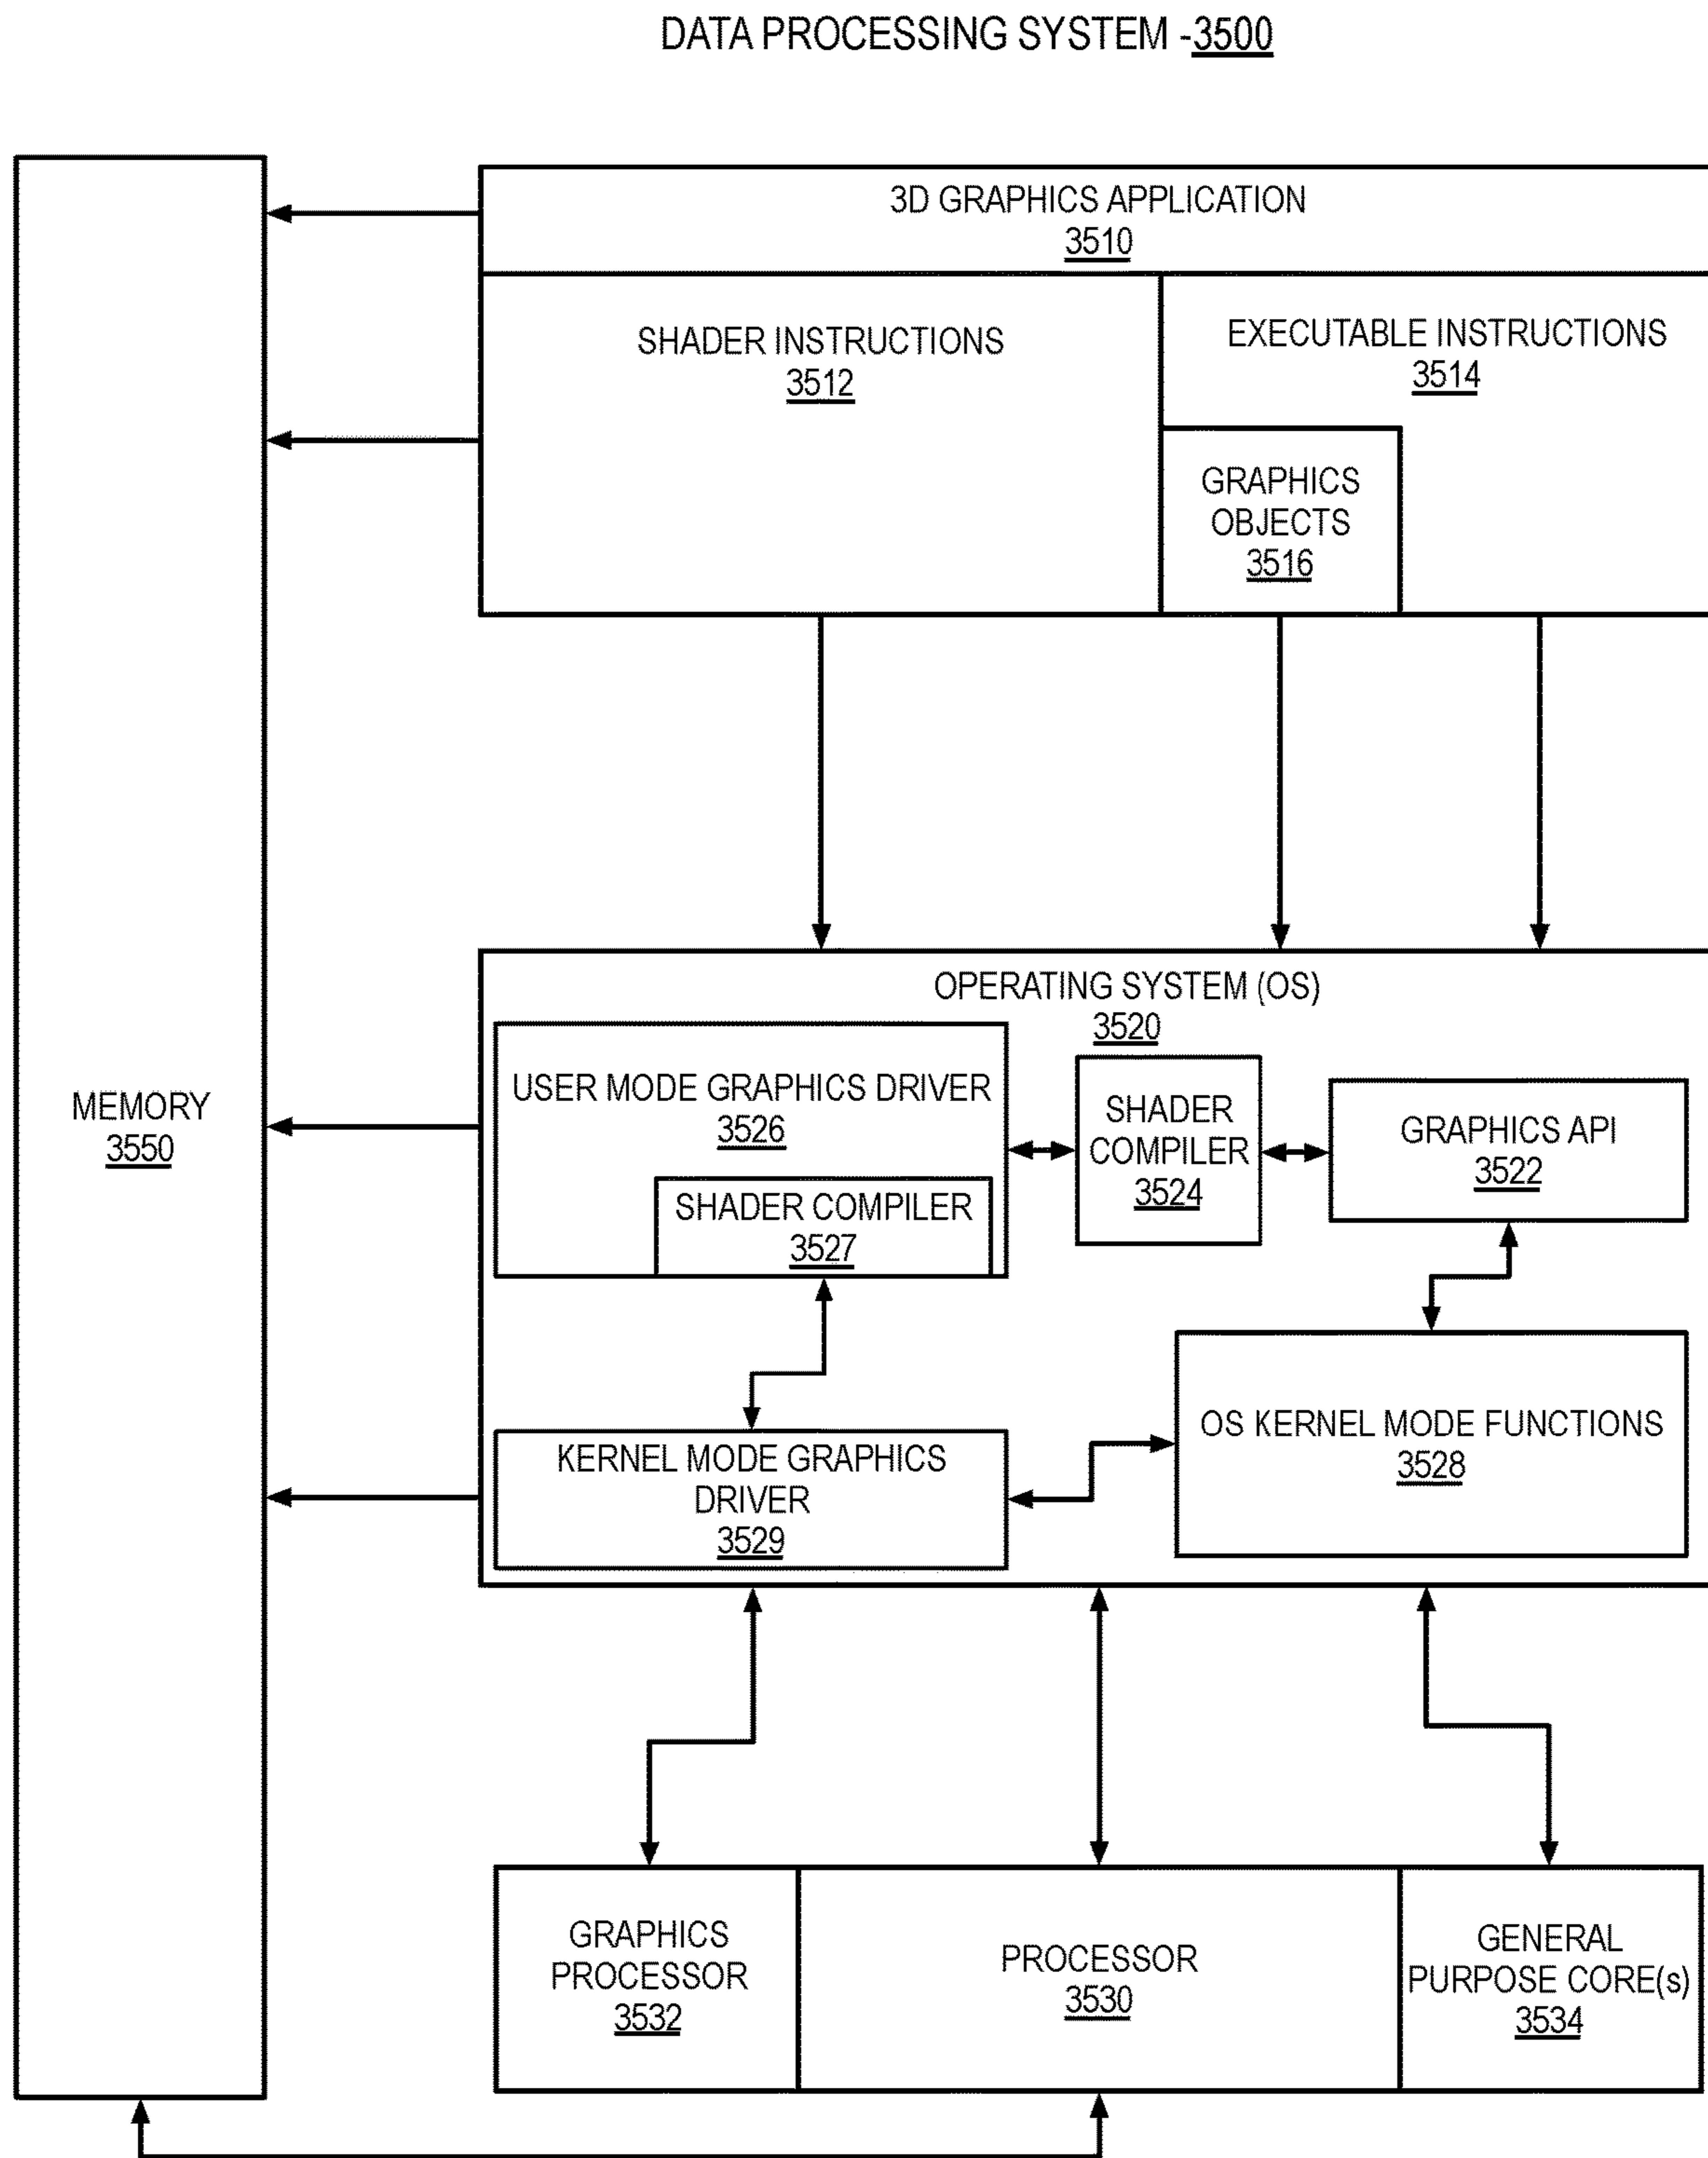 DATA PROCESSING SYSTEM -3500
3D GRAPHICS APPLICATION
3510
SHADER INSTRUCTIONS
3512
EXECUTABLE INSTRUCTIONS
3514
GRAPHICS
OBJECTS
3516
MEMORY
3550
OPERATING SYSTEM (OS)
3520
USER MODE GRAPHICS DRIVER
3526
SHADER COMPILER
3527
SHADER
COMPILER
3524
GRAPHICS API
3522
KERNEL MODE GRAPHICS
DRIVER
3529
OS KERNEL MODE FUNCTIONS
3528
GRAPHICS
PROCESSOR
3532
PROCESSOR
3530
GENERAL
PURPOSE CORE(s)
3534